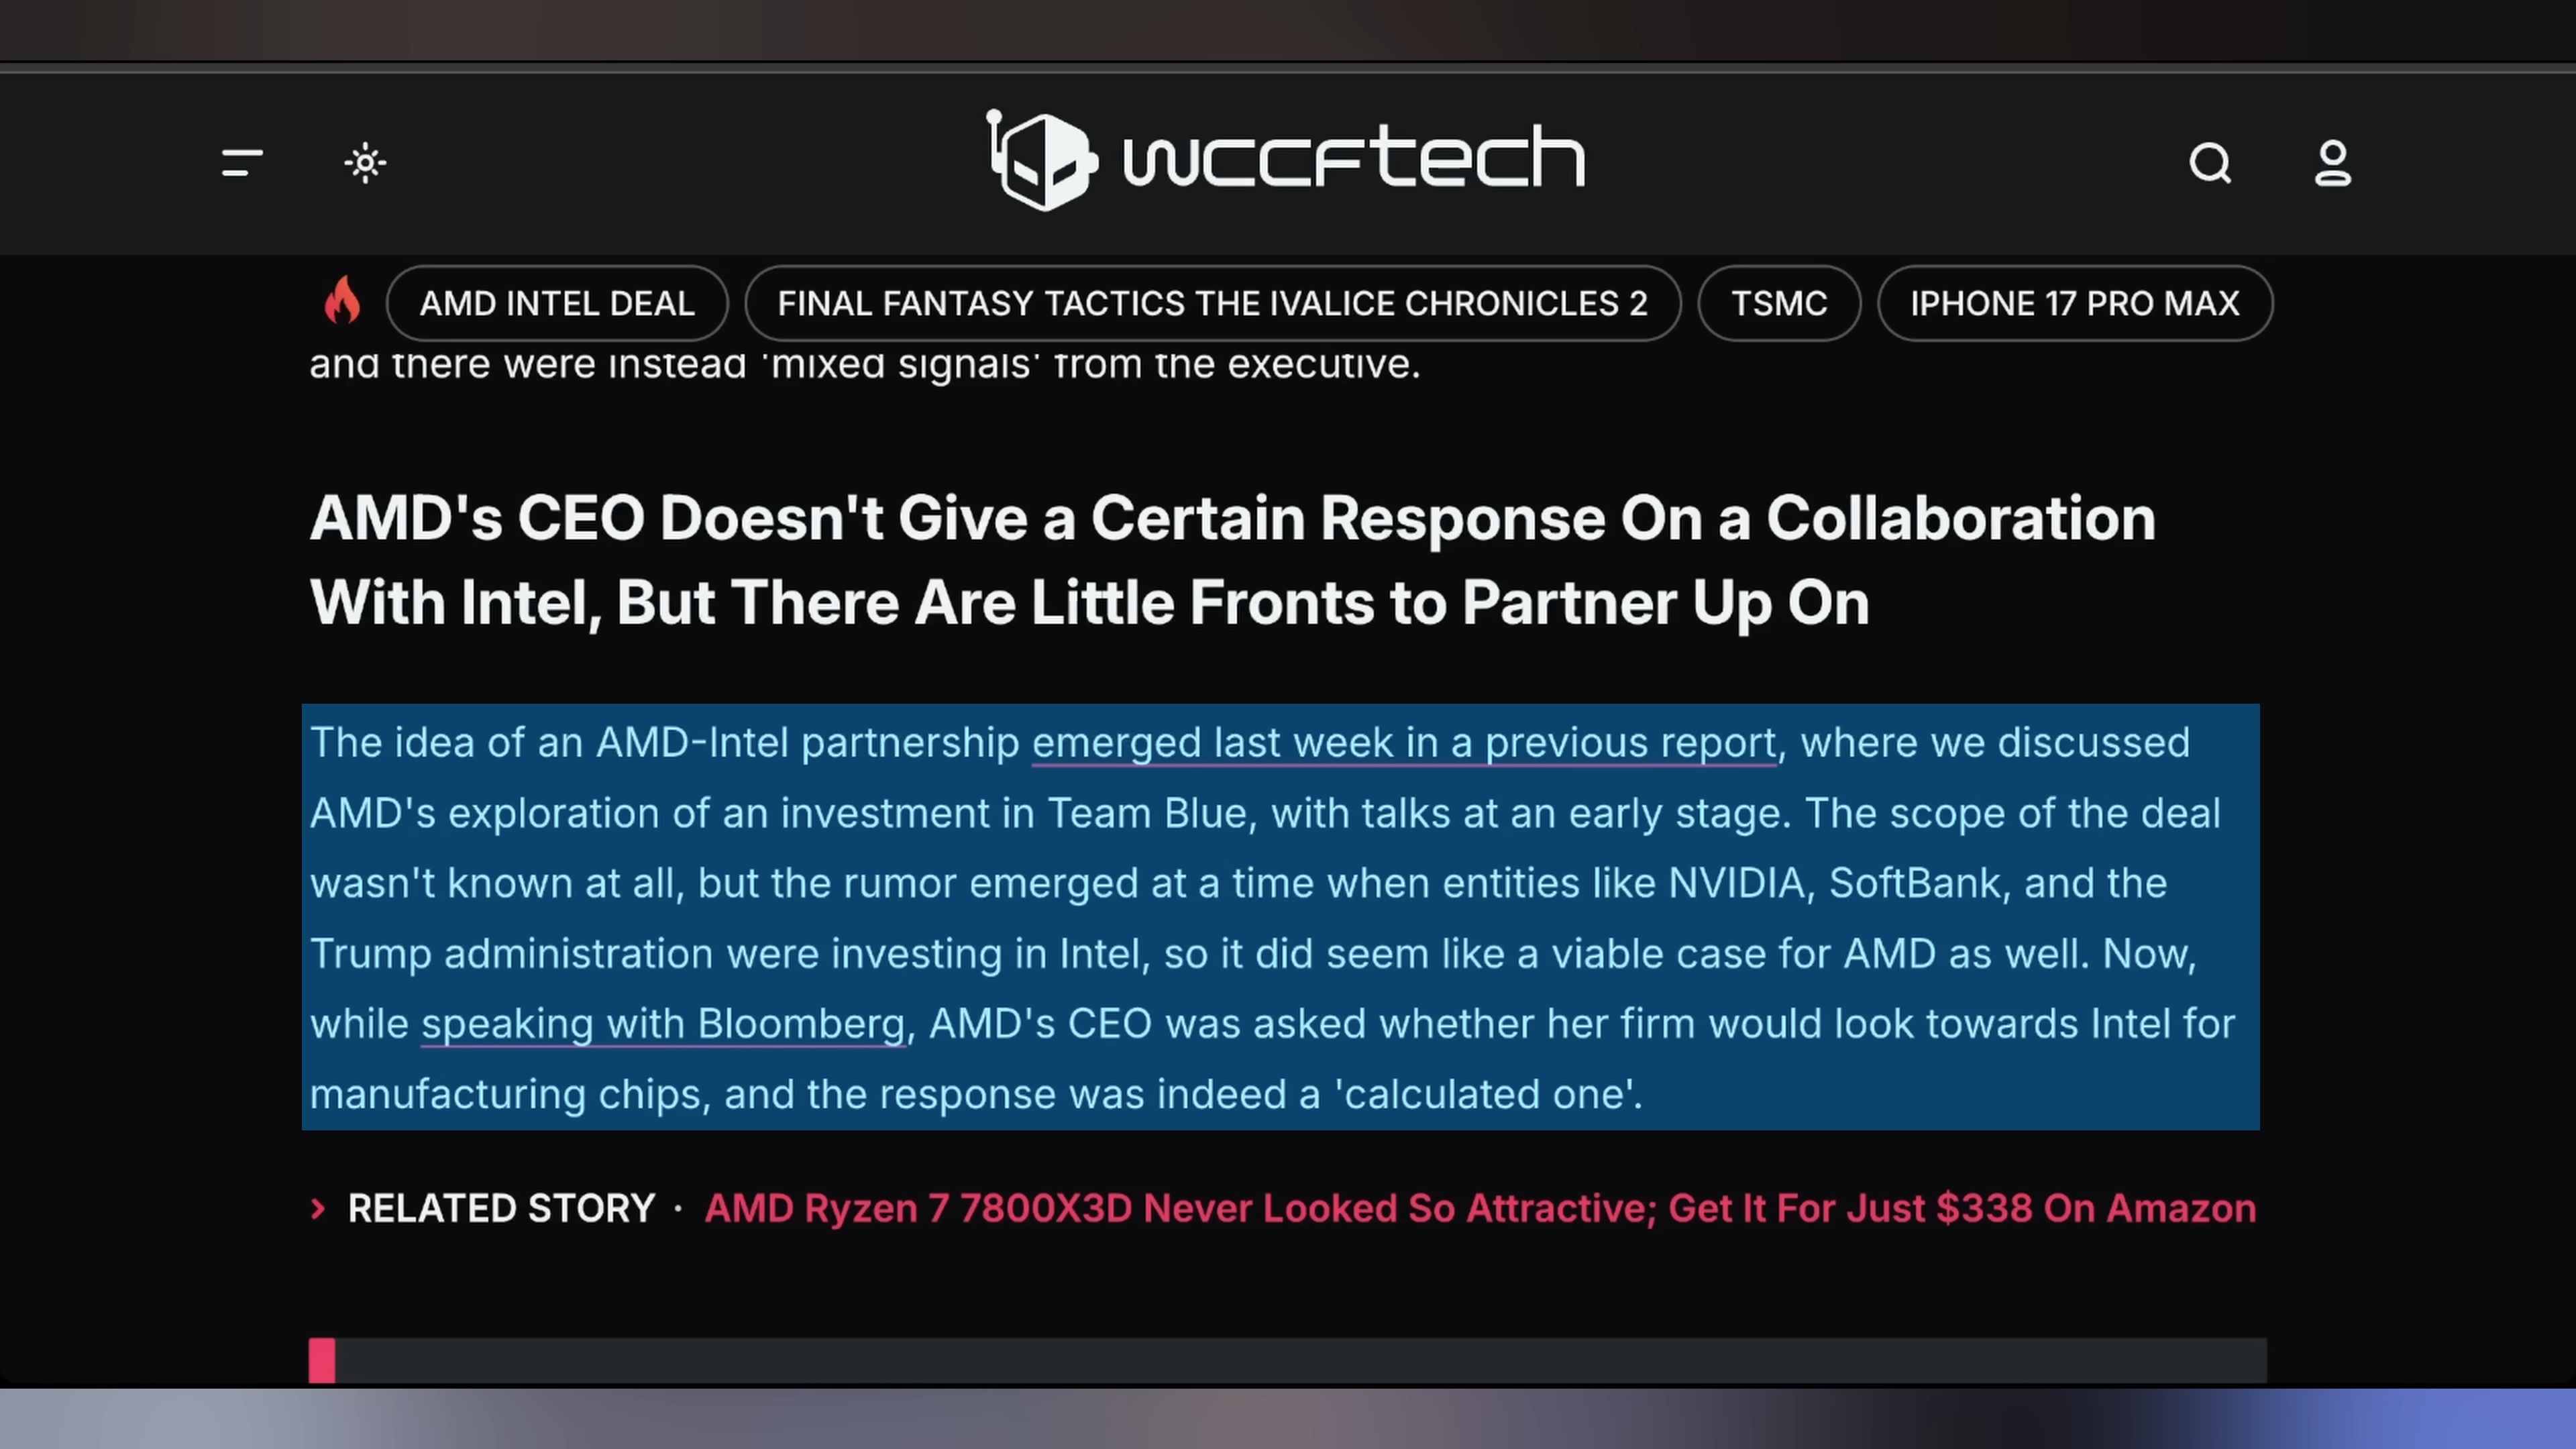 wccftech
AMD INTEL DEAL
FINAL FANTASY TACTICS THE IVALICE CHRONICLES 2
TSMC
IPHONE 17 PRO MAX
and there were instead 'mixed signals' from the executive.
AMD's CEO Doesn't Give a Certain Response On a Collaboration
With Intel, But There Are Little Fronts to Partner Up On
The idea of an AMD-Intel partnership emerged last week in a previous report, where we discussed
AMD's exploration of an investment in Team Blue, with talks at an early stage. The scope of the deal
wasn't known at all, but the rumor emerged at a time when entities like NVIDIA, SoftBank, and the
Trump administration were investing in Intel, so it did seem like a viable case for AMD as well. Now,
while speaking with Bloomberg, AMD's CEO was asked whether her firm would look towards Intel for
manufacturing chips, and the response was indeed a 'calculated one'.
RELATED STORY · AMD Ryzen 7 7800X3D Never Looked So Attractive; Get It For Just $338 On Amazon